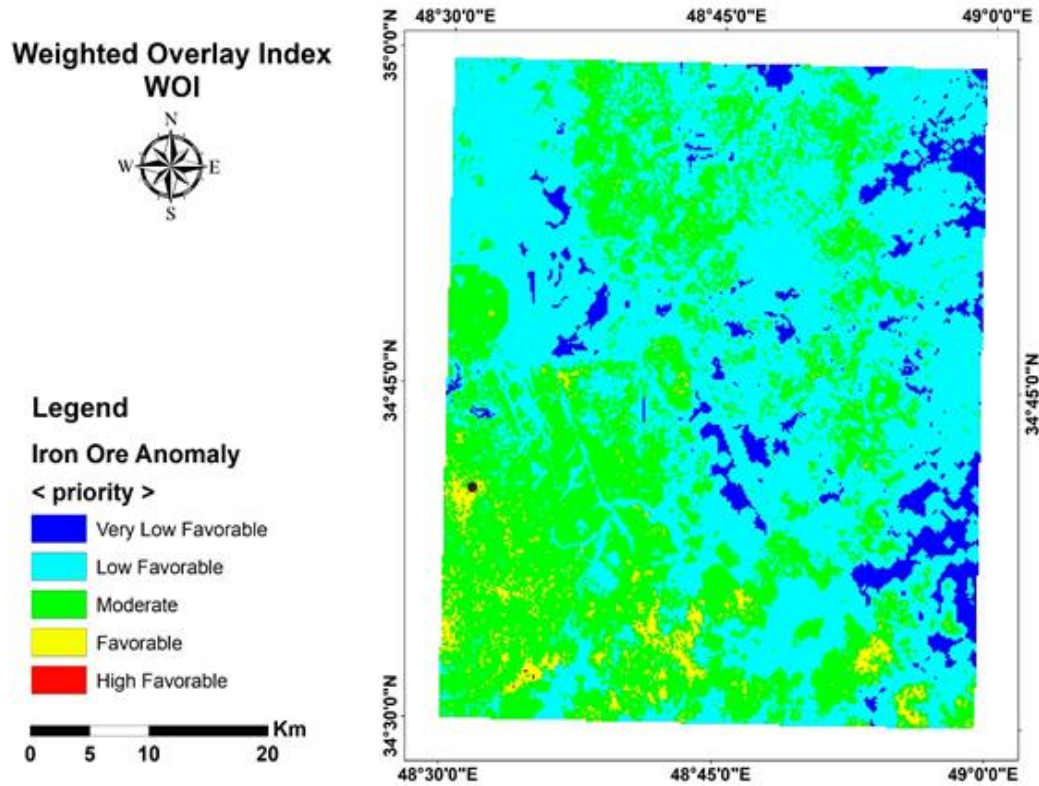 Weighted Overlay Index
WOI
N
W E
S
Legend
Iron Ore Anomaly
< priority >
Very Low Favorable
Low Favorable
Moderate
Favorable
High Favorable
Km
0 5 10 20
48°30'0"E 48°45'0"E 49°0'0"E
35°0'0"N
34°45'0"N 34°45'0"N
34°30'0"N
48°30'0"E 48°45'0"E 49°0'0"E